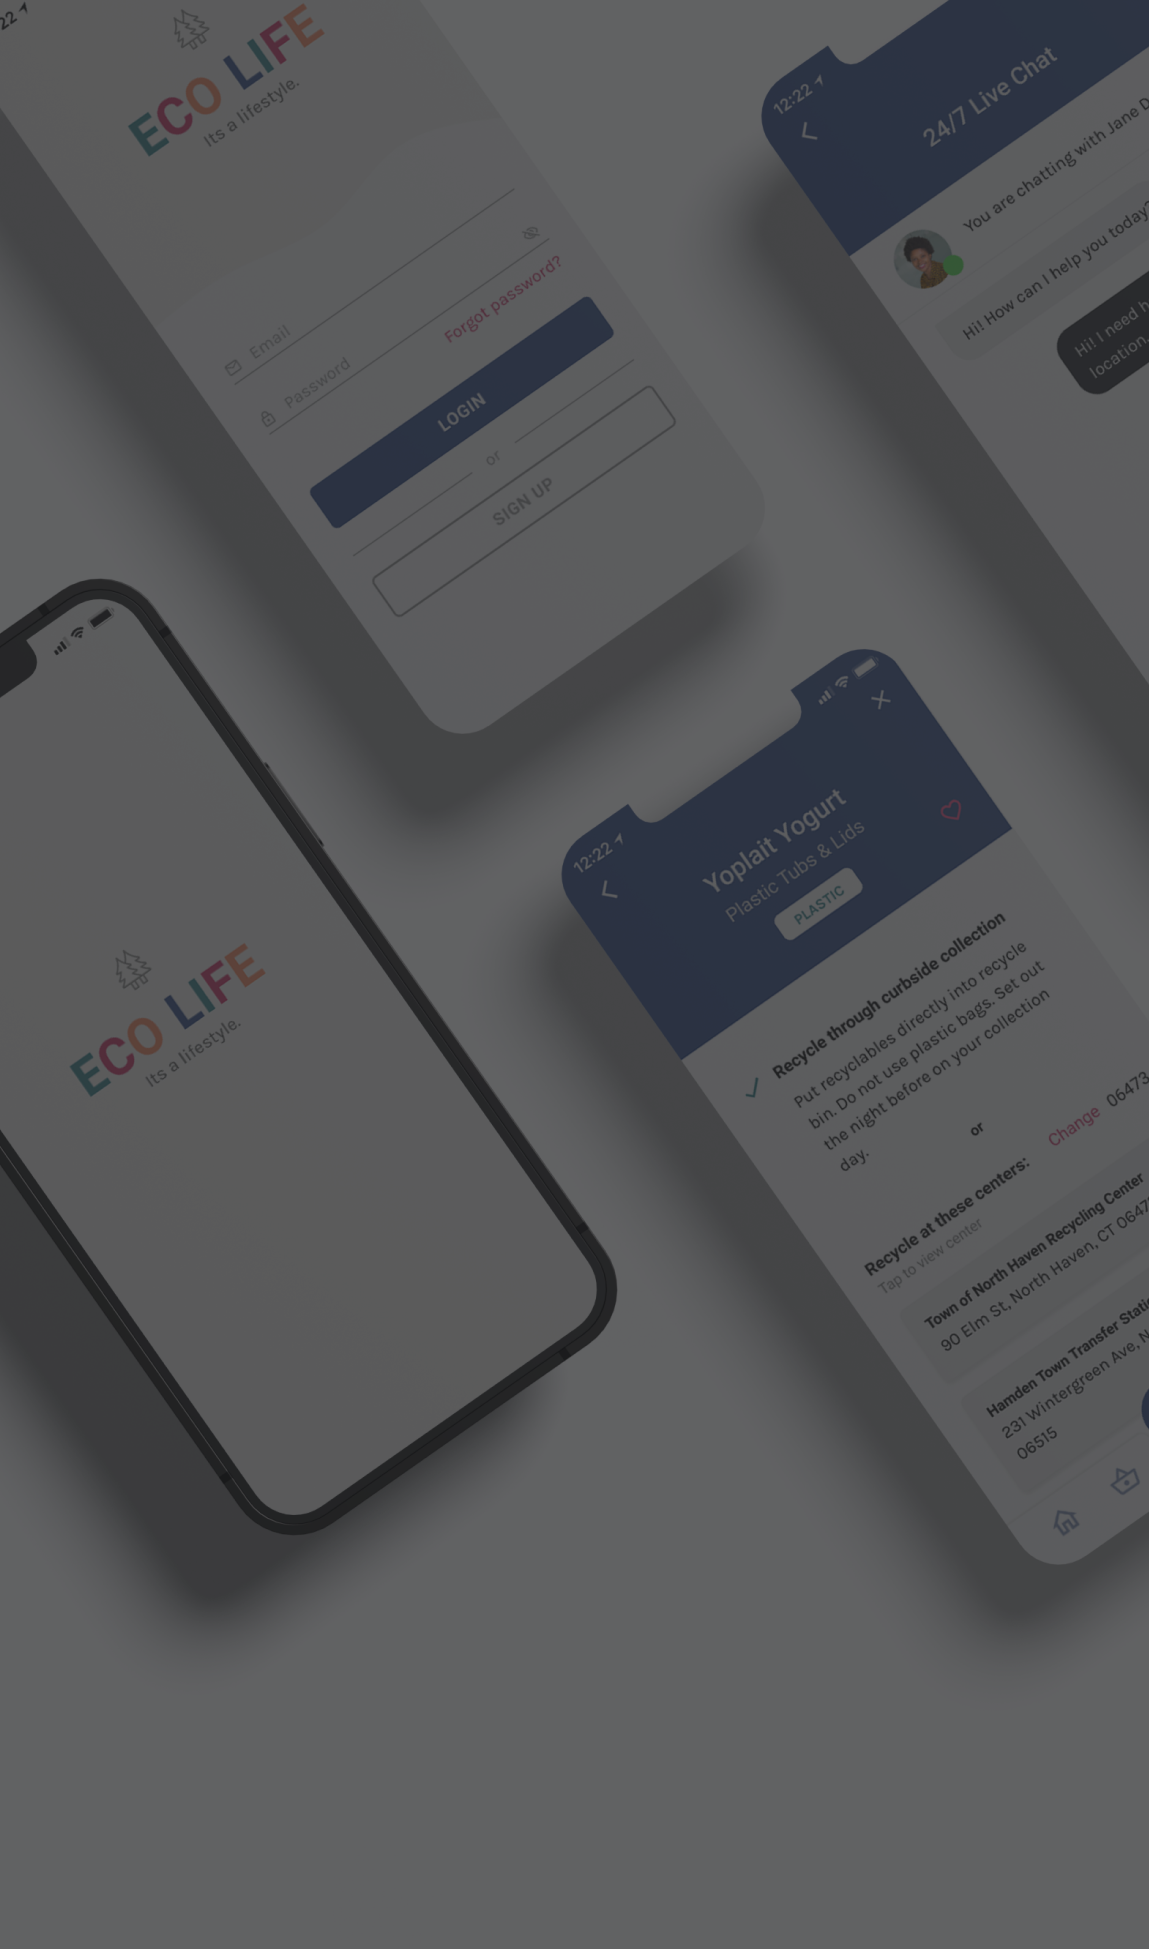 22
ECO LIFE
Its a lifestyle.
Email
Password
Forgot password?
LOGIN
or
SIGN UP
12:22
24/7 Live Chat
You are chatting with Jane D
Hi! How can I help you today?
Hi! I need h
location.
ECO LIFE
Its a lifestyle.
12:22
Yoplait Yogurt
Plastic Tubs & Lids
PLASTIC
Recycle through curbside collection
Put recyclables directly into recycle
bin. Do not use plastic bags. Set out
the night before on your collection
day.
or
Recycle at these centers:
Change 06473
Tap to view center
Town of North Haven Recycling Center
90 Elm St, North Haven, CT 0647
Hamden Town Transfer Static
231 Wintergreen Ave, N
06515